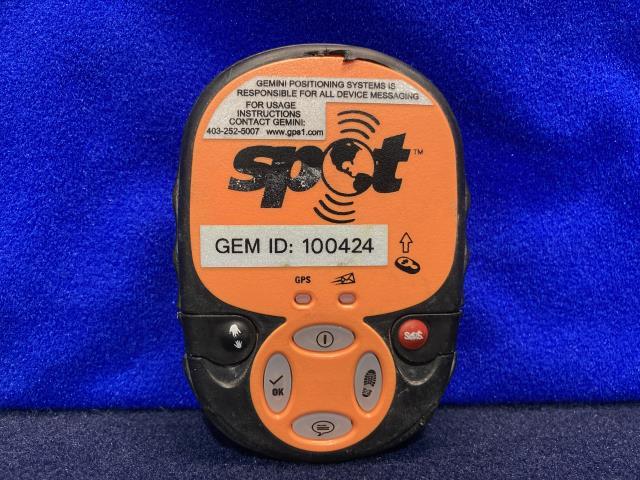 GEMINI POSITIONING SYSTEMS IS
RESPONSIBLE FOR ALL DEVICE MESSAGING
FOR USAGE
INSTRUCTIONS
CONTACT GEMINI:
403-252-5007 www.gps1.com
spot™
GEM ID: 100424
GPS
SOS
OK